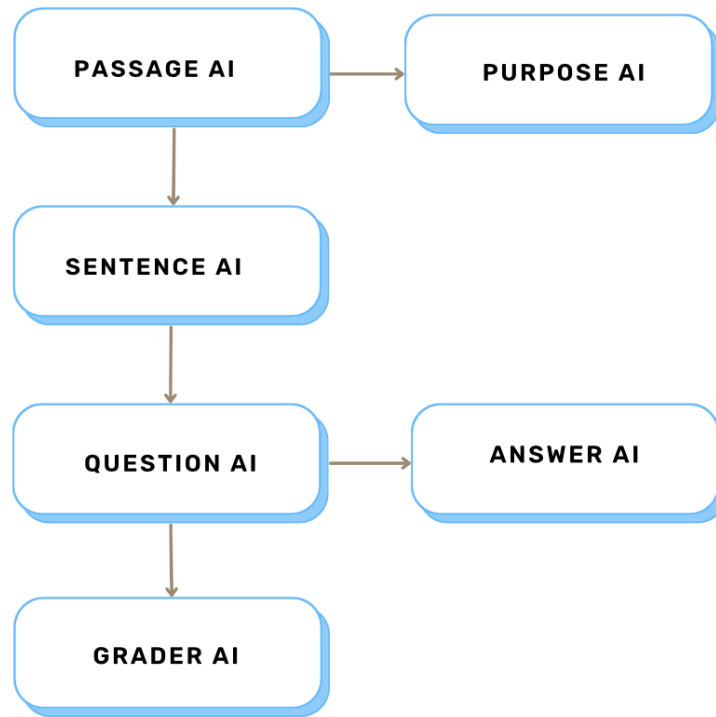 PASSAGE AI
PURPOSE AI
SENTENCE AI
QUESTION AI
ANSWER AI
GRADER AI